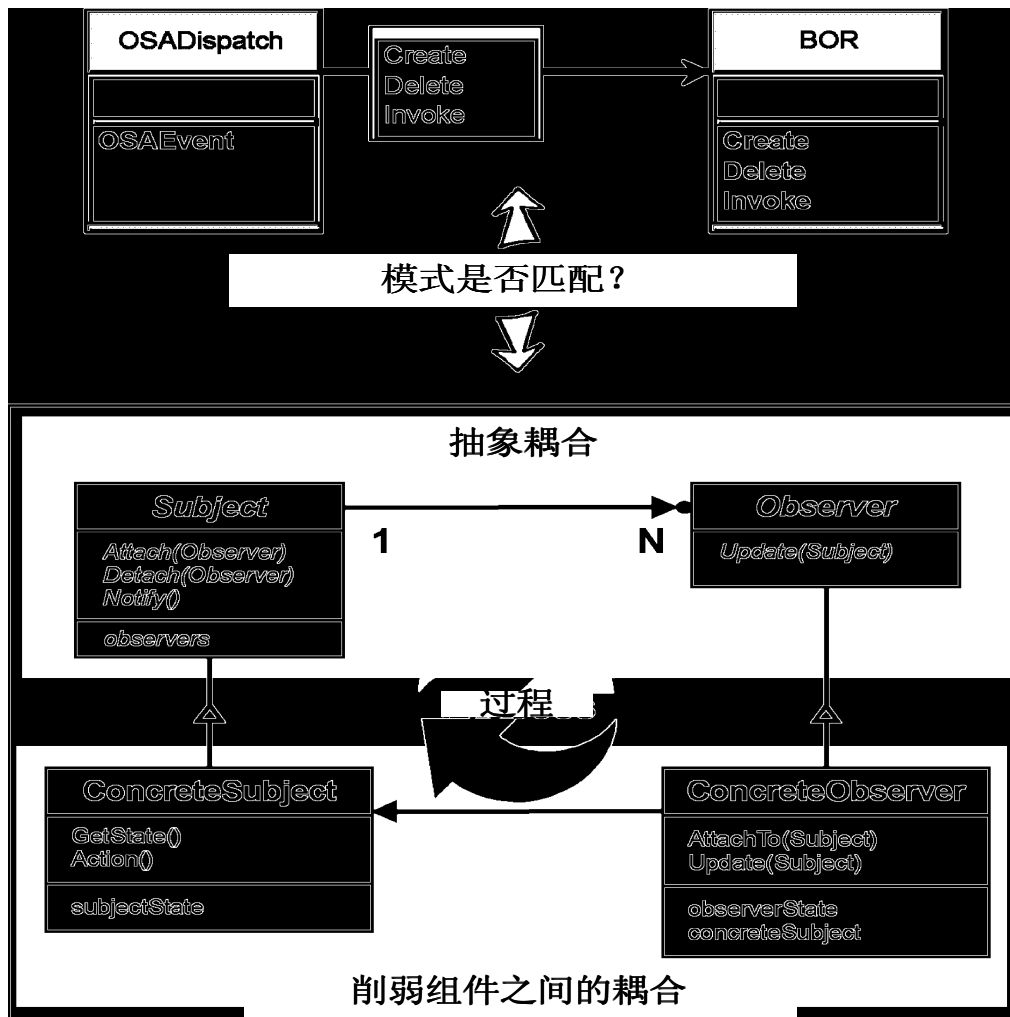 OSADispatch
OSAEvent
Create
Delete
Invoke
BOR
Create
Delete
Invoke
模式是否匹配?
抽象耦合
Subject
Attach(Observer)
Detach(Observer)
Notify()
observers
1
N
Observer
Update(Subject)
过程
ConcreteSubject
GetState()
Action()
subjectState
ConcreteObserver
AttachTo(Subject)
Update(Subject)
observerState
concreteSubject
削弱组件之间的耦合